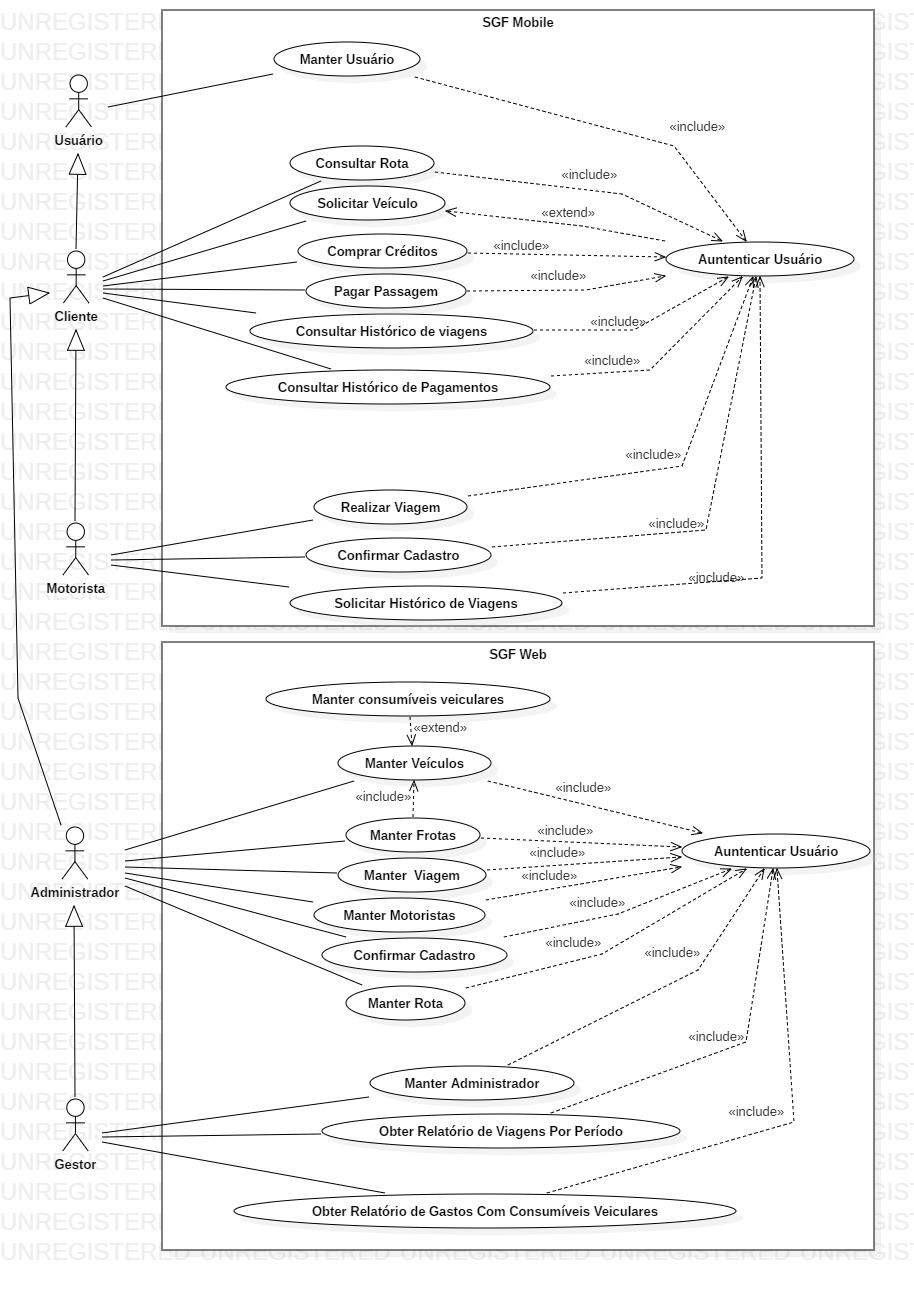 SGF Mobile
Manter Usuário
Usuário
«include»
Consultar Rota
«include»
Solicitar Veículo
«extend»
Comprar Créditos
«include»
Auntenticar Usuário
Pagar Passagem
«include»
Cliente
Consultar Histórico de viagens
«include»
Consultar Histórico de Pagamentos
«include»
«include»
Realizar Viagem
«include»
Confirmar Cadastro
Motorista
«include»
Solicitar Histórico de Viagens
SGF Web
Manter consumíveis veiculares
«extend»
Manter Veículos
«include»
«include»
Manter Frotas
«include»
«include»
Auntenticar Usuário
Manter  Viagem
«include»
Administrador
Manter Motoristas
«include»
Confirmar Cadastro
«include»
«include»
Manter Rota
«include»
Manter Administrador
«include»
Obter Relatório de Viagens Por Período
Gestor
Obter Relatório de Gastos Com Consumíveis Veiculares
UNREGISTERED UNREGISTERED UNREGISTERED UNREGISTERED UNREGISTERED